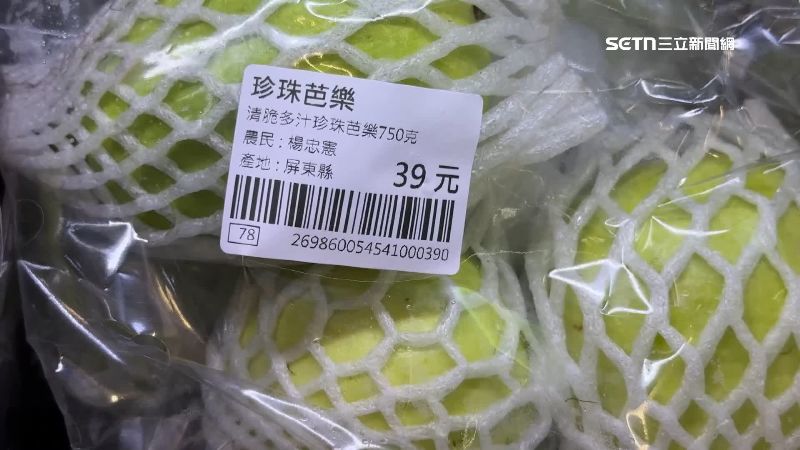 SETN三立新聞網
珍珠芭樂
清脆多汁珍珠芭樂750克
農民:楊忠憲
產地:屏東縣
39 元
78
269860054541000390